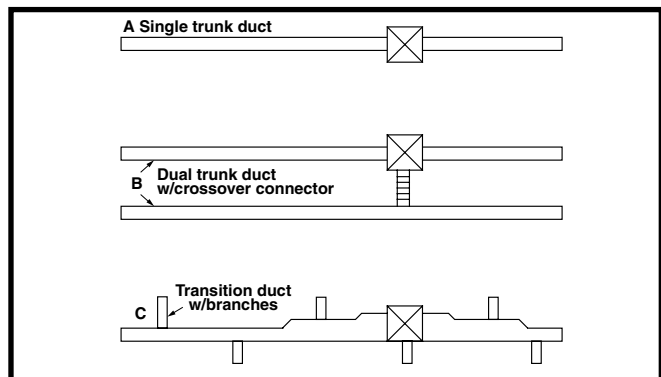 A Single trunk duct
B Dual trunk duct
w/crossover connector
C Transition duct
w/branches